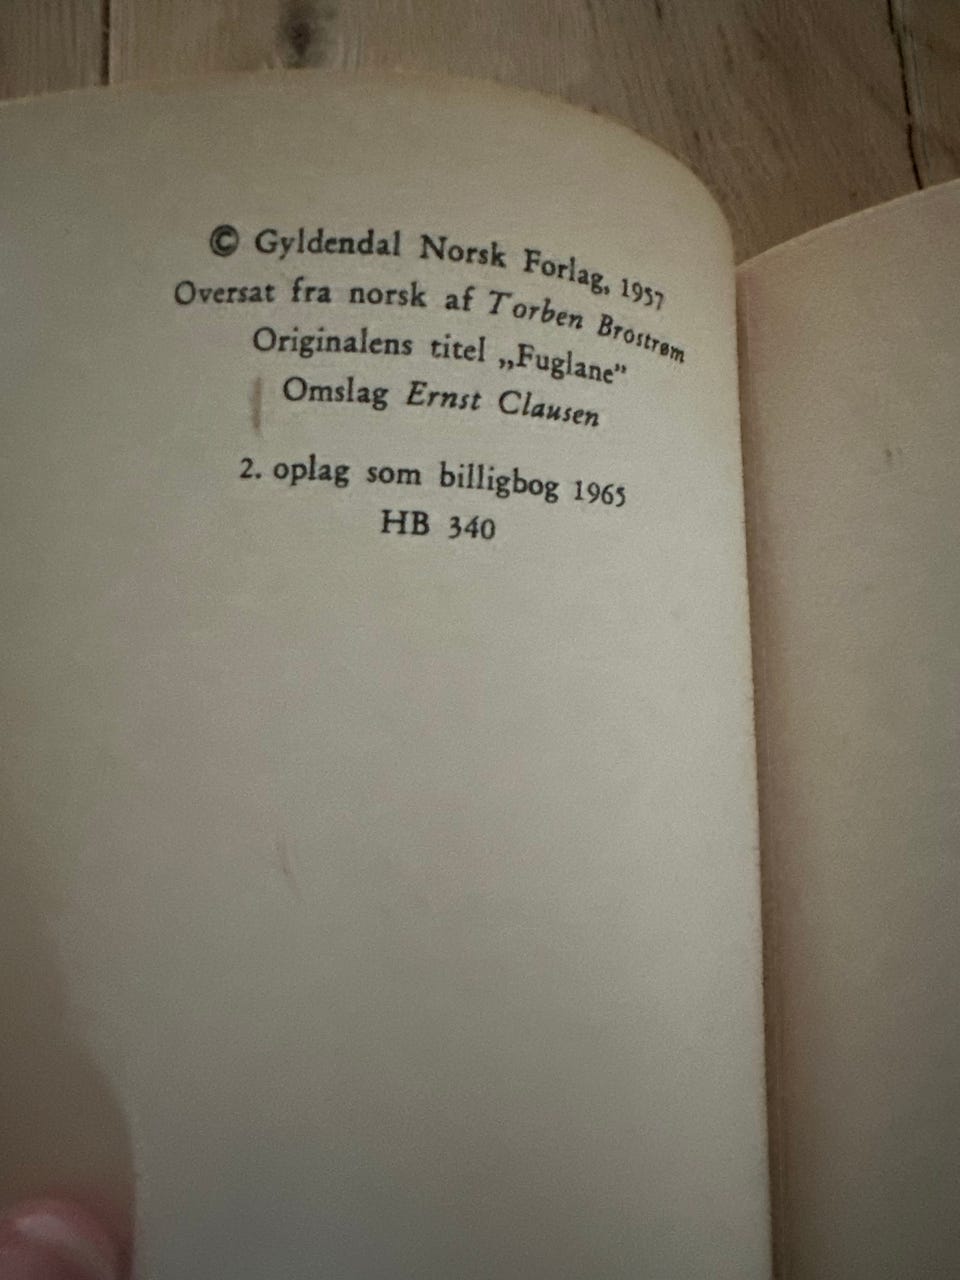 © Gyldendal Norsk Forlag, 1957
Oversat fra norsk af Torben Brostrøm
Originalens titel „Fuglane”
Omslag Ernst Clausen
2. oplag som billigbog 1965
HB 340